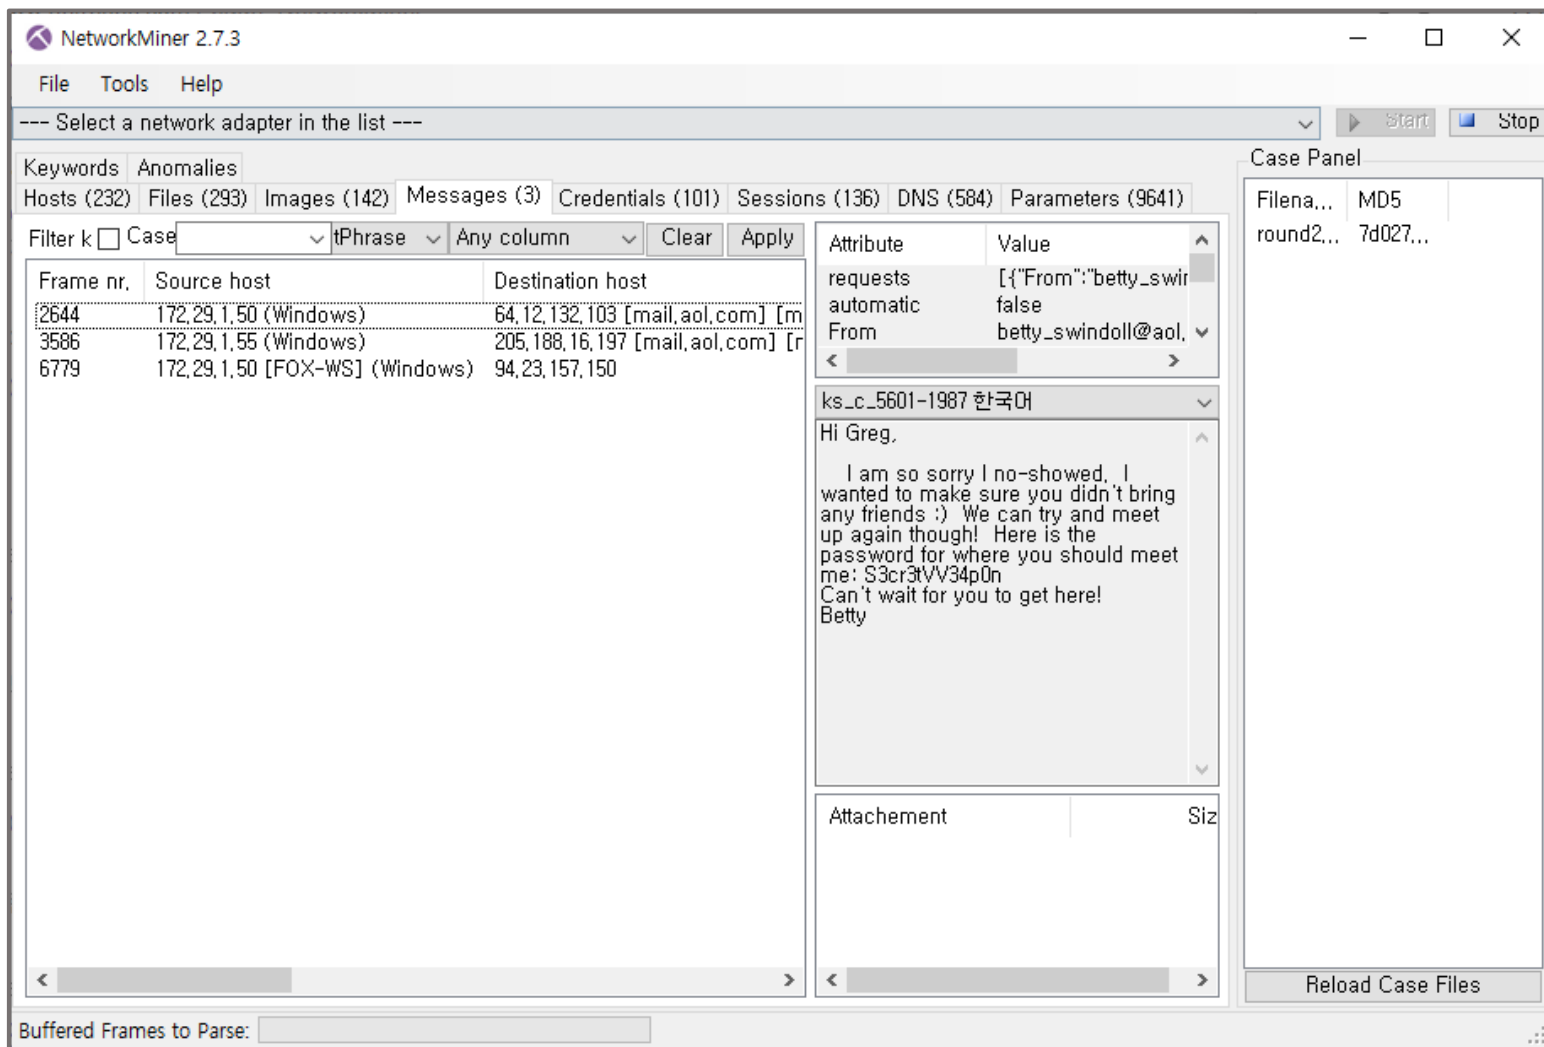 NetworkMiner 2.7.3
File Tools Help
--- Select a network adapter in the list ---
Start Stop
Keywords Anomalies
Hosts (232) Files (293) Images (142) Messages (3) Credentials (101) Sessions (136) DNS (584) Parameters (9641)
Filter k Case tPhrase Any column Clear Apply
Frame nr. Source host Destination host
2644 172.29.1.50 (Windows) 64.12.132.103 [mail.aol.com] [m
3586 172.29.1.55 (Windows) 205.188.16.197 [mail.aol.com] [r
6779 172.29.1.50 [FOX-WS] (Windows) 94.23.157.150
Attribute Value
requests [{"From":"betty_swin
automatic false
From betty_swindoll@aol.
ks_c_5601-1987 한국어
Hi Greg,
I am so sorry I no-showed. I
wanted to make sure you didn't bring
any friends :) We can try and meet
up again though! Here is the
password for where you should meet
me: S3cr3tVV34p0n
Can't wait for you to get here!
Betty
Attachement Siz
Case Panel
Filena... MD5
round2... 7d027...
Reload Case Files
Buffered Frames to Parse: